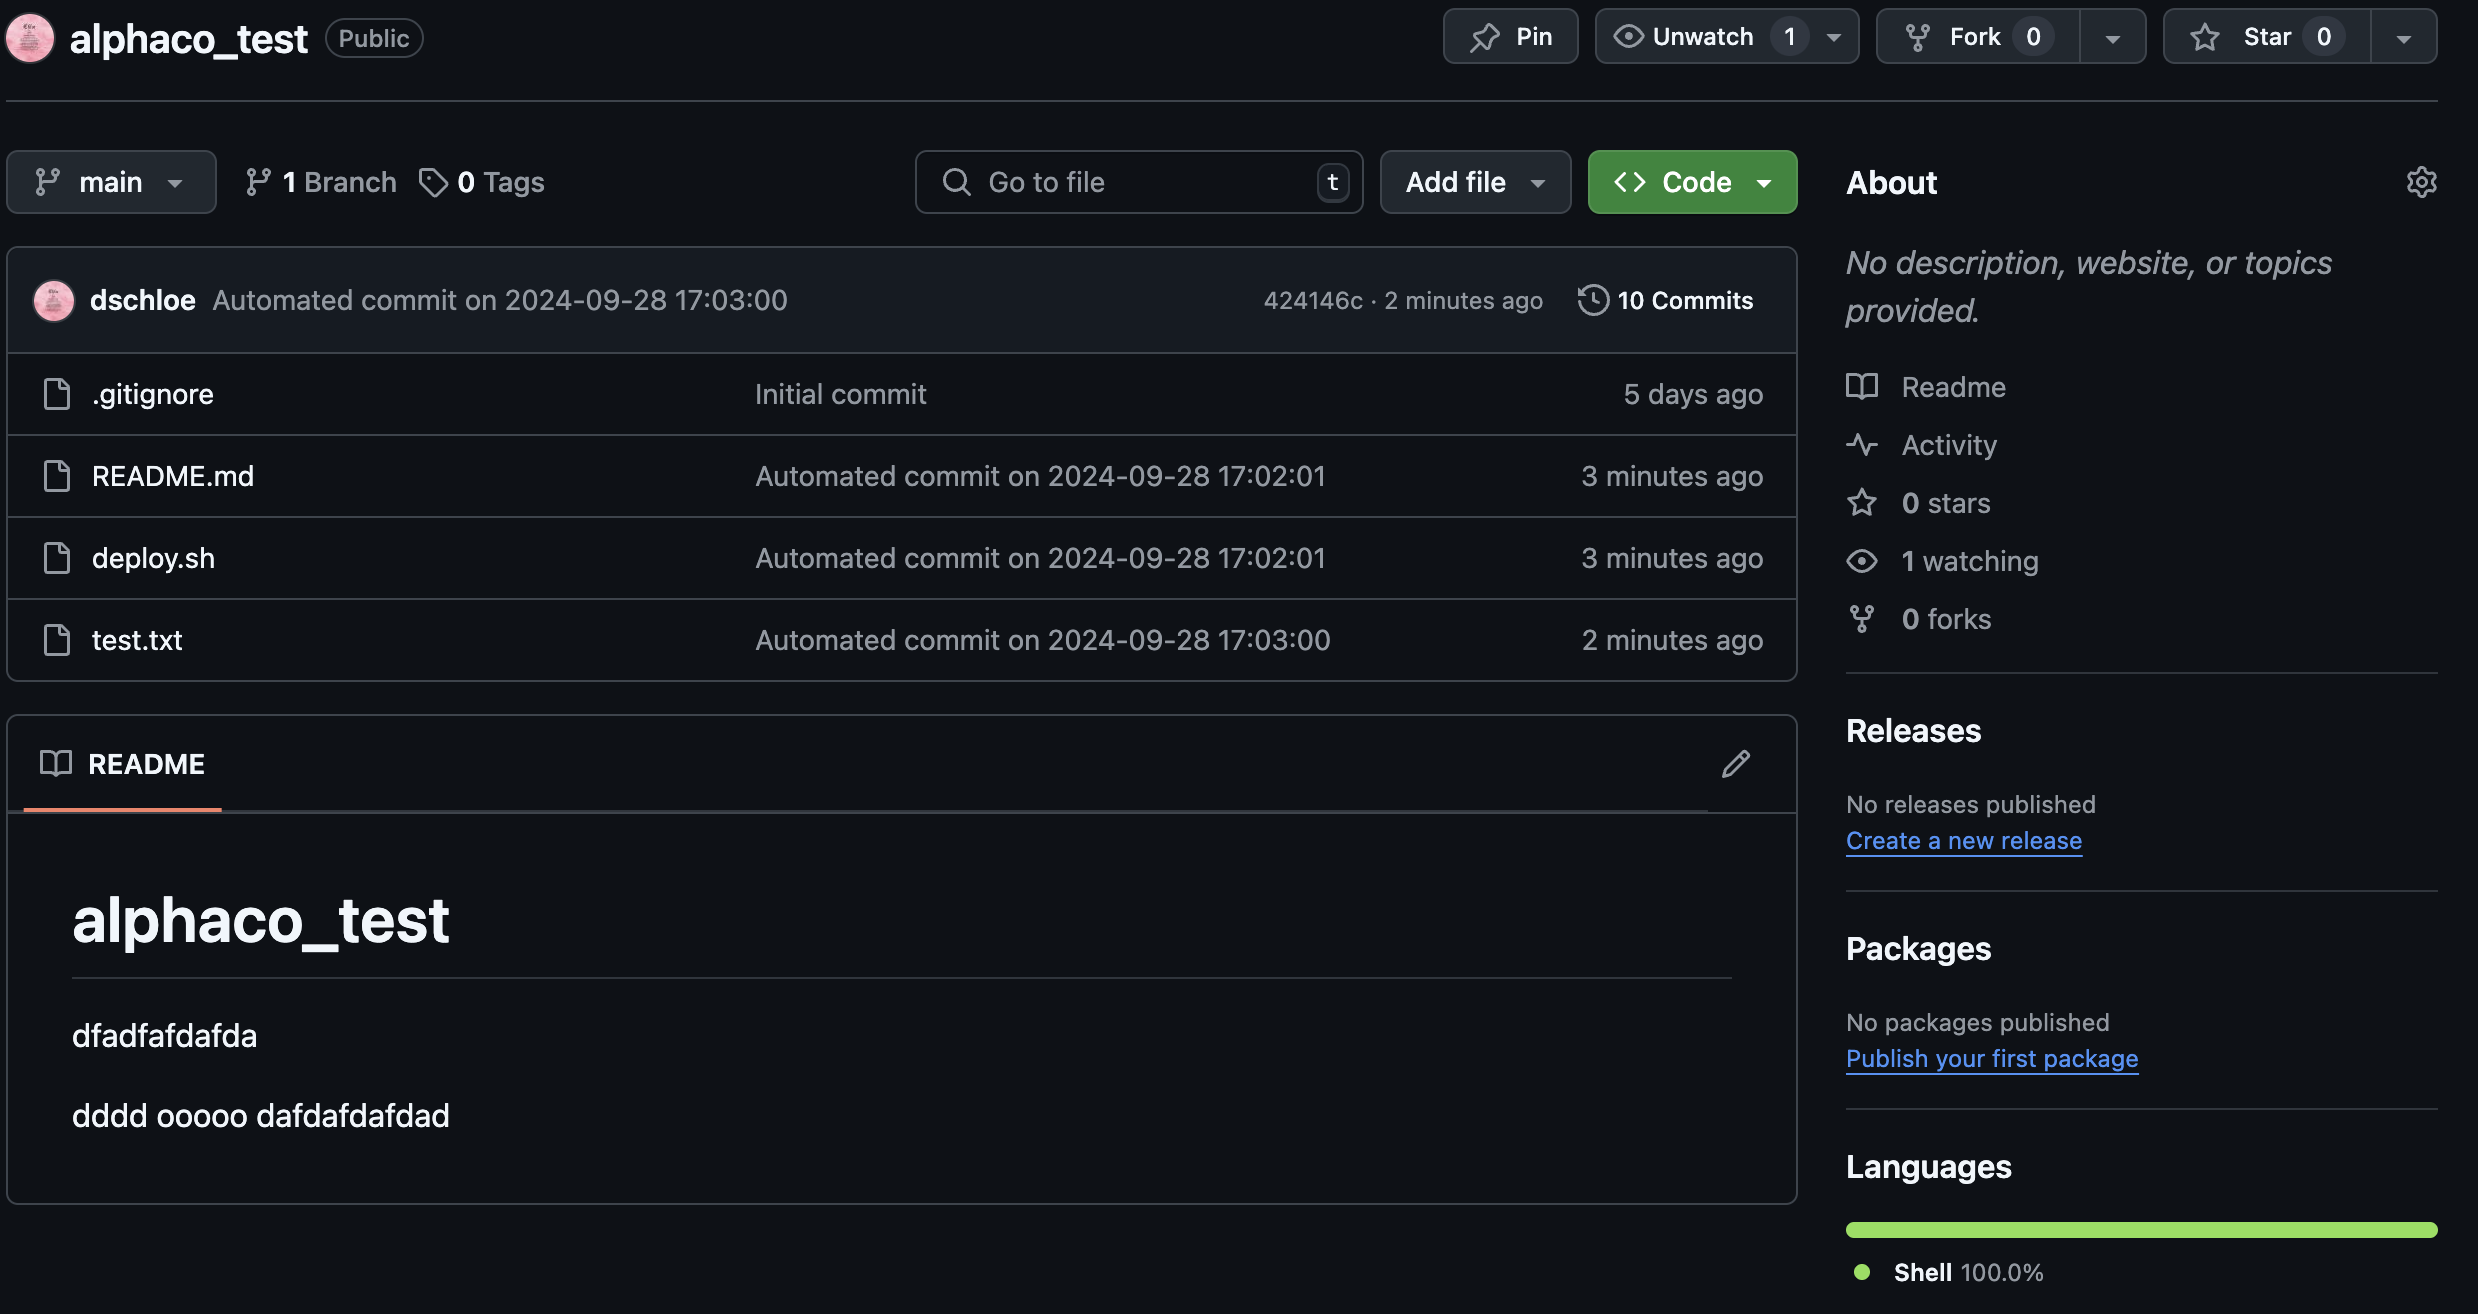 alphaco_test Public Pin Unwatch 1 Fork 0 Star 0
main 1 Branch 0 Tags Go to file t Add file Code
dschloe Automated commit on 2024-09-28 17:03:00 424146c · 2 minutes ago 10 Commits
.gitignore Initial commit 5 days ago
README.md Automated commit on 2024-09-28 17:02:01 3 minutes ago
deploy.sh Automated commit on 2024-09-28 17:02:01 3 minutes ago
test.txt Automated commit on 2024-09-28 17:03:00 2 minutes ago
README
alphaco_test
dfadfafdafda
dddd ooooo dafdafdafdad
About
No description, website, or topics
provided.
Readme
Activity
0 stars
1 watching
0 forks
Releases
No releases published
Create a new release
Packages
No packages published
Publish your first package
Languages
Shell 100.0%